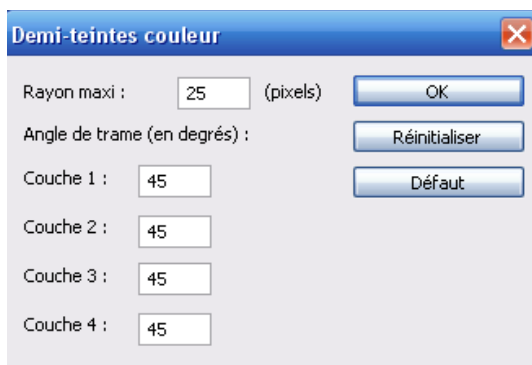 Demi-teintes couleur
Rayon maxi : 25 (pixels) OK
Angle de trame (en degrés) : Réinitialiser
Couche 1 : 45 Défaut
Couche 2 : 45
Couche 3 : 45
Couche 4 : 45